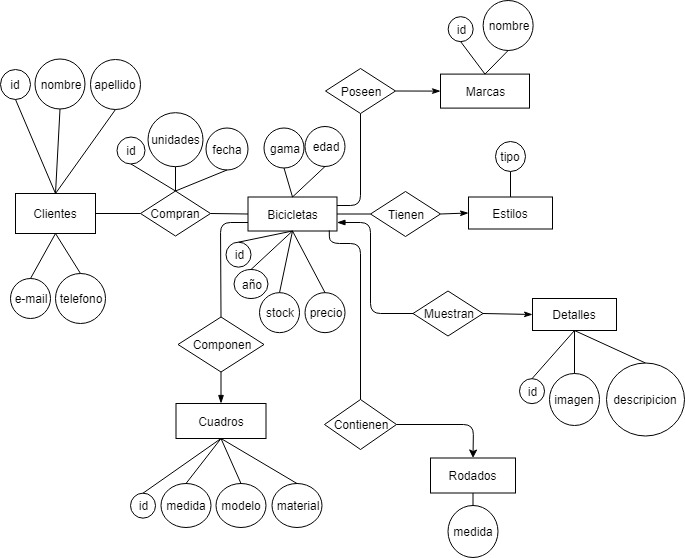 id
nombre
Poseen
Marcas
id
nombre
apellido
id
unidades
fecha
gama
edad
tipo
Clientes
Compran
Bicicletas
Tienen
Estilos
id
año
stock
precio
e-mail
telefono
Muestran
Detalles
Componen
id
imagen
descripicion
Cuadros
Contienen
Rodados
id
medida
modelo
material
medida